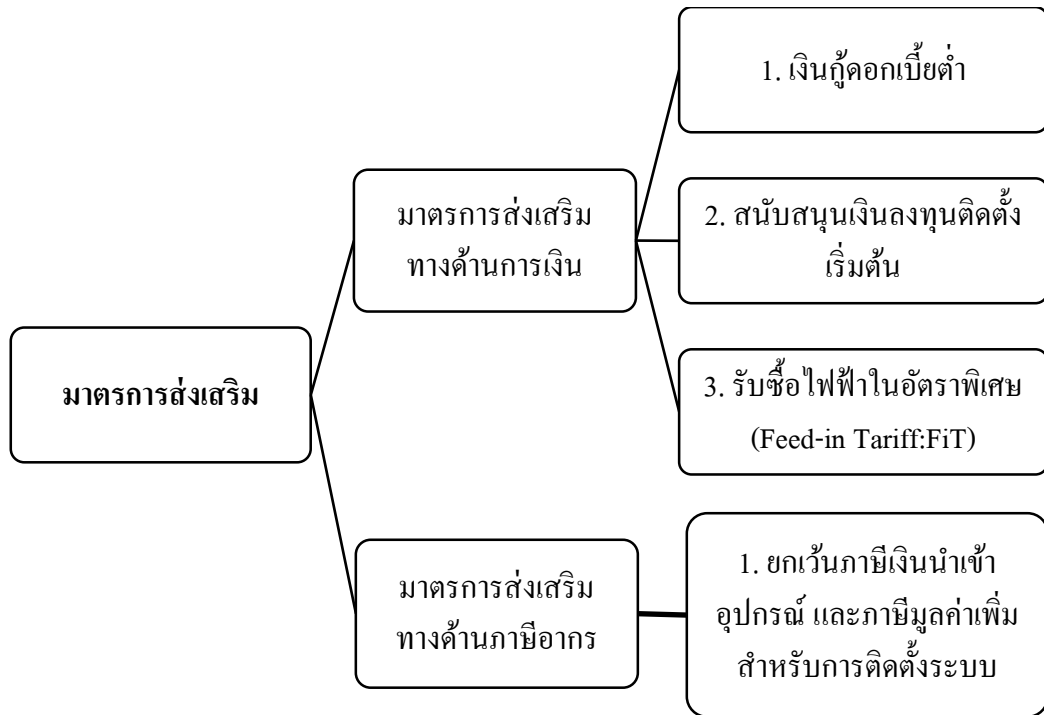 มาตรการส่งเสริม
มาตรการส่งเสริม
ทางด้านการเงิน
1. เงินกู้ดอกเบี้ยต่ำ
2. สนับสนุนเงินลงทุนติดตั้ง
เริ่มต้น
3. รับซื้อไฟฟ้าในอัตราพิเศษ
(Feed-in Tariff:FiT)
มาตรการส่งเสริม
ทางด้านภาษีอากร
1. ยกเว้นภาษีเงินนำเข้า
อุปกรณ์ และภาษีมูลค่าเพิ่ม
สำหรับการติดตั้งระบบ